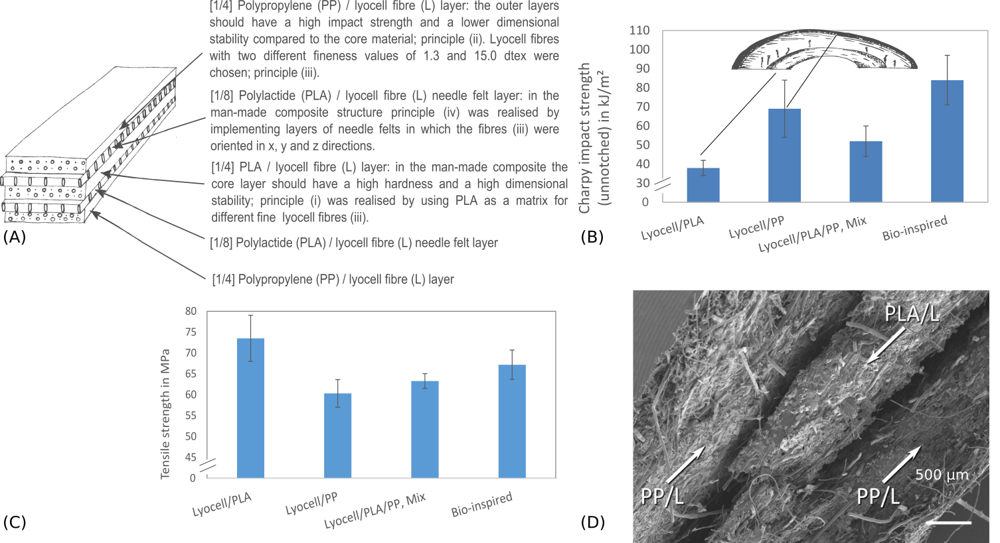 [1/4] Polypropylene (PP) / lyocell fibre (L) layer: the outer layers
should have a high impact strength and a lower dimensional
stability compared to the core material; principle (ii). Lyocell fibres
with two different fineness values of 1.3 and 15.0 dtex were
chosen; principle (iii).
[1/8] Polylactide (PLA) / lyocell fibre (L) needle felt layer: in the
man-made composite structure principle (iv) was realised by
implementing layers of needle felts in which the fibres (iii) were
oriented in x, y and z directions.
[1/4] PLA / lyocell fibre (L) layer: in the man-made composite the
core layer should have a high hardness and a high dimensional
stability; principle (i) was realised by using PLA as a matrix for
different fine lyocell fibres (iii).
[1/8] Polylactide (PLA) / lyocell fibre (L) needle felt layer
[1/4] Polypropylene (PP) / lyocell fibre (L) layer
(A)
Charpy impact strength
(unnotched) in kJ/m²
110
100
90
80
70
60
50
40
30
0
Lyocell/PLA
Lyocell/PP
Lyocell/PLA/PP, Mix
Bio-inspired
(B)
Tensile strength in MPa
80
75
70
65
60
55
50
45
0
Lyocell/PLA
Lyocell/PP
Lyocell/PLA/PP, Mix
Bio-inspired
(C)
PLA/L
PP/L
PP/L
500 µm
(D)